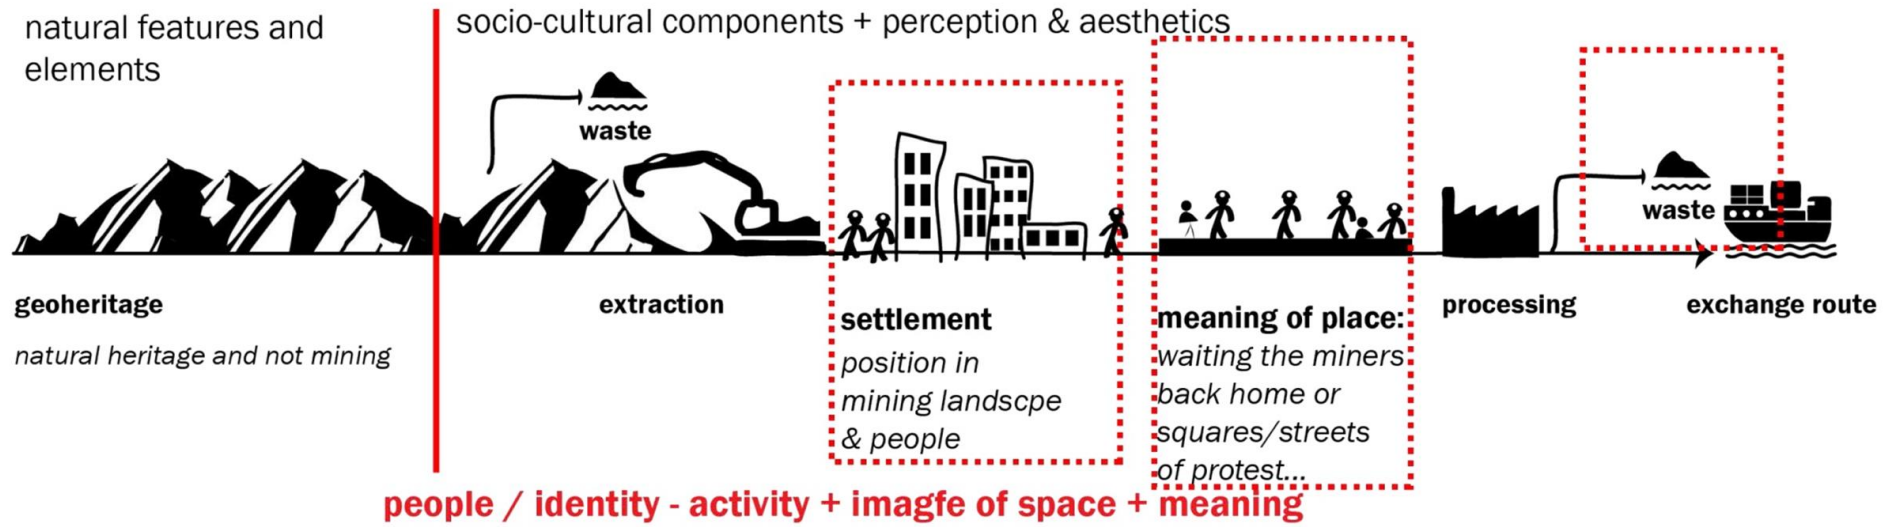 natural features and
elements
socio-cultural components + perception & aesthetics
waste
waste
geoheritage
natural heritage and not mining
extraction
settlement
position in
mining landscpe
& people
meaning of place:
waiting the miners
back home or
squares/streets
of protest...
processing
exchange route
people / identity - activity + imagfe of space + meaning